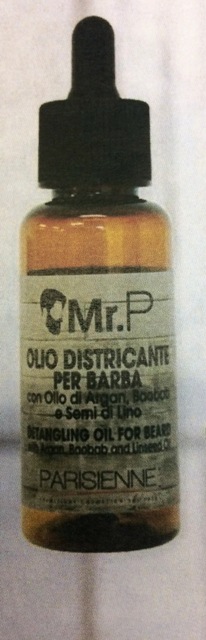 Mr.P
OLIO DISTRICANTE
PER BARBA
con Olio di Argan, Baobab
e Semi di Lino
DETANGLING OIL FOR BEARD
with Argan, Baobab and Linseed Oil
PARISIENNE